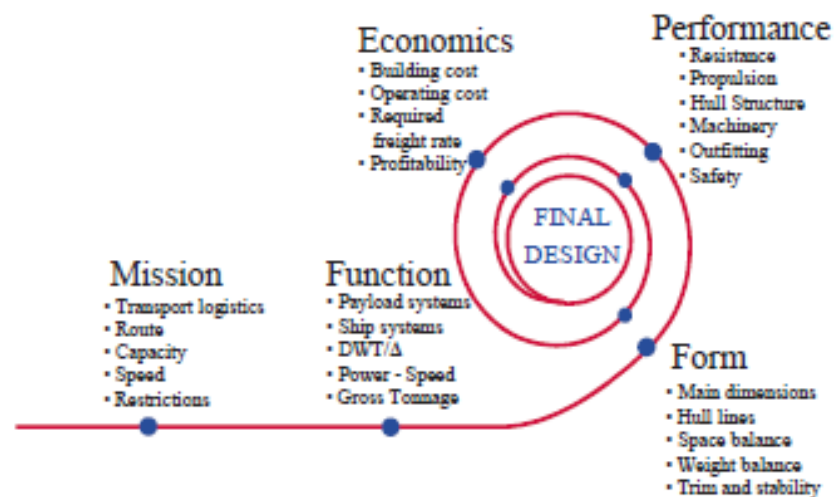 Economics
• Building cost
• Operating cost
• Required
freight rate
• Profitability
Performance
• Resistance
• Propulsion
• Hull Structure
• Machinery
• Outfitting
• Safety
FINAL
DESIGN
Mission
• Transport logistics
• Route
• Capacity
• Speed
• Restrictions
Function
• Payload systems
• Ship systems
• DWT/Δ
• Power - Speed
• Gross Tonnage
Form
• Main dimensions
• Hull lines
• Space balance
• Weight balance
• Trim and stability